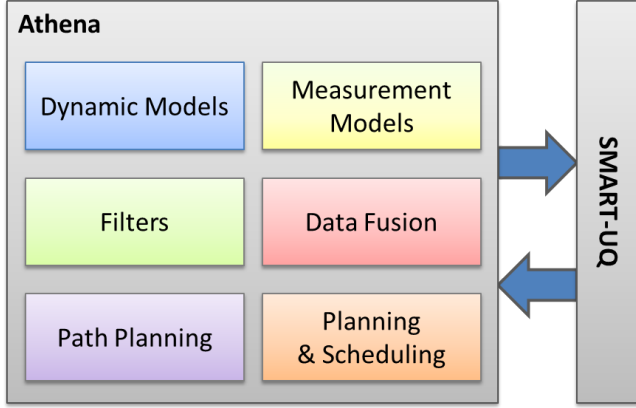 Athena
Dynamic Models
Measurement
Models
Filters
Data Fusion
Path Planning
Planning
& Scheduling
SMART-UQ